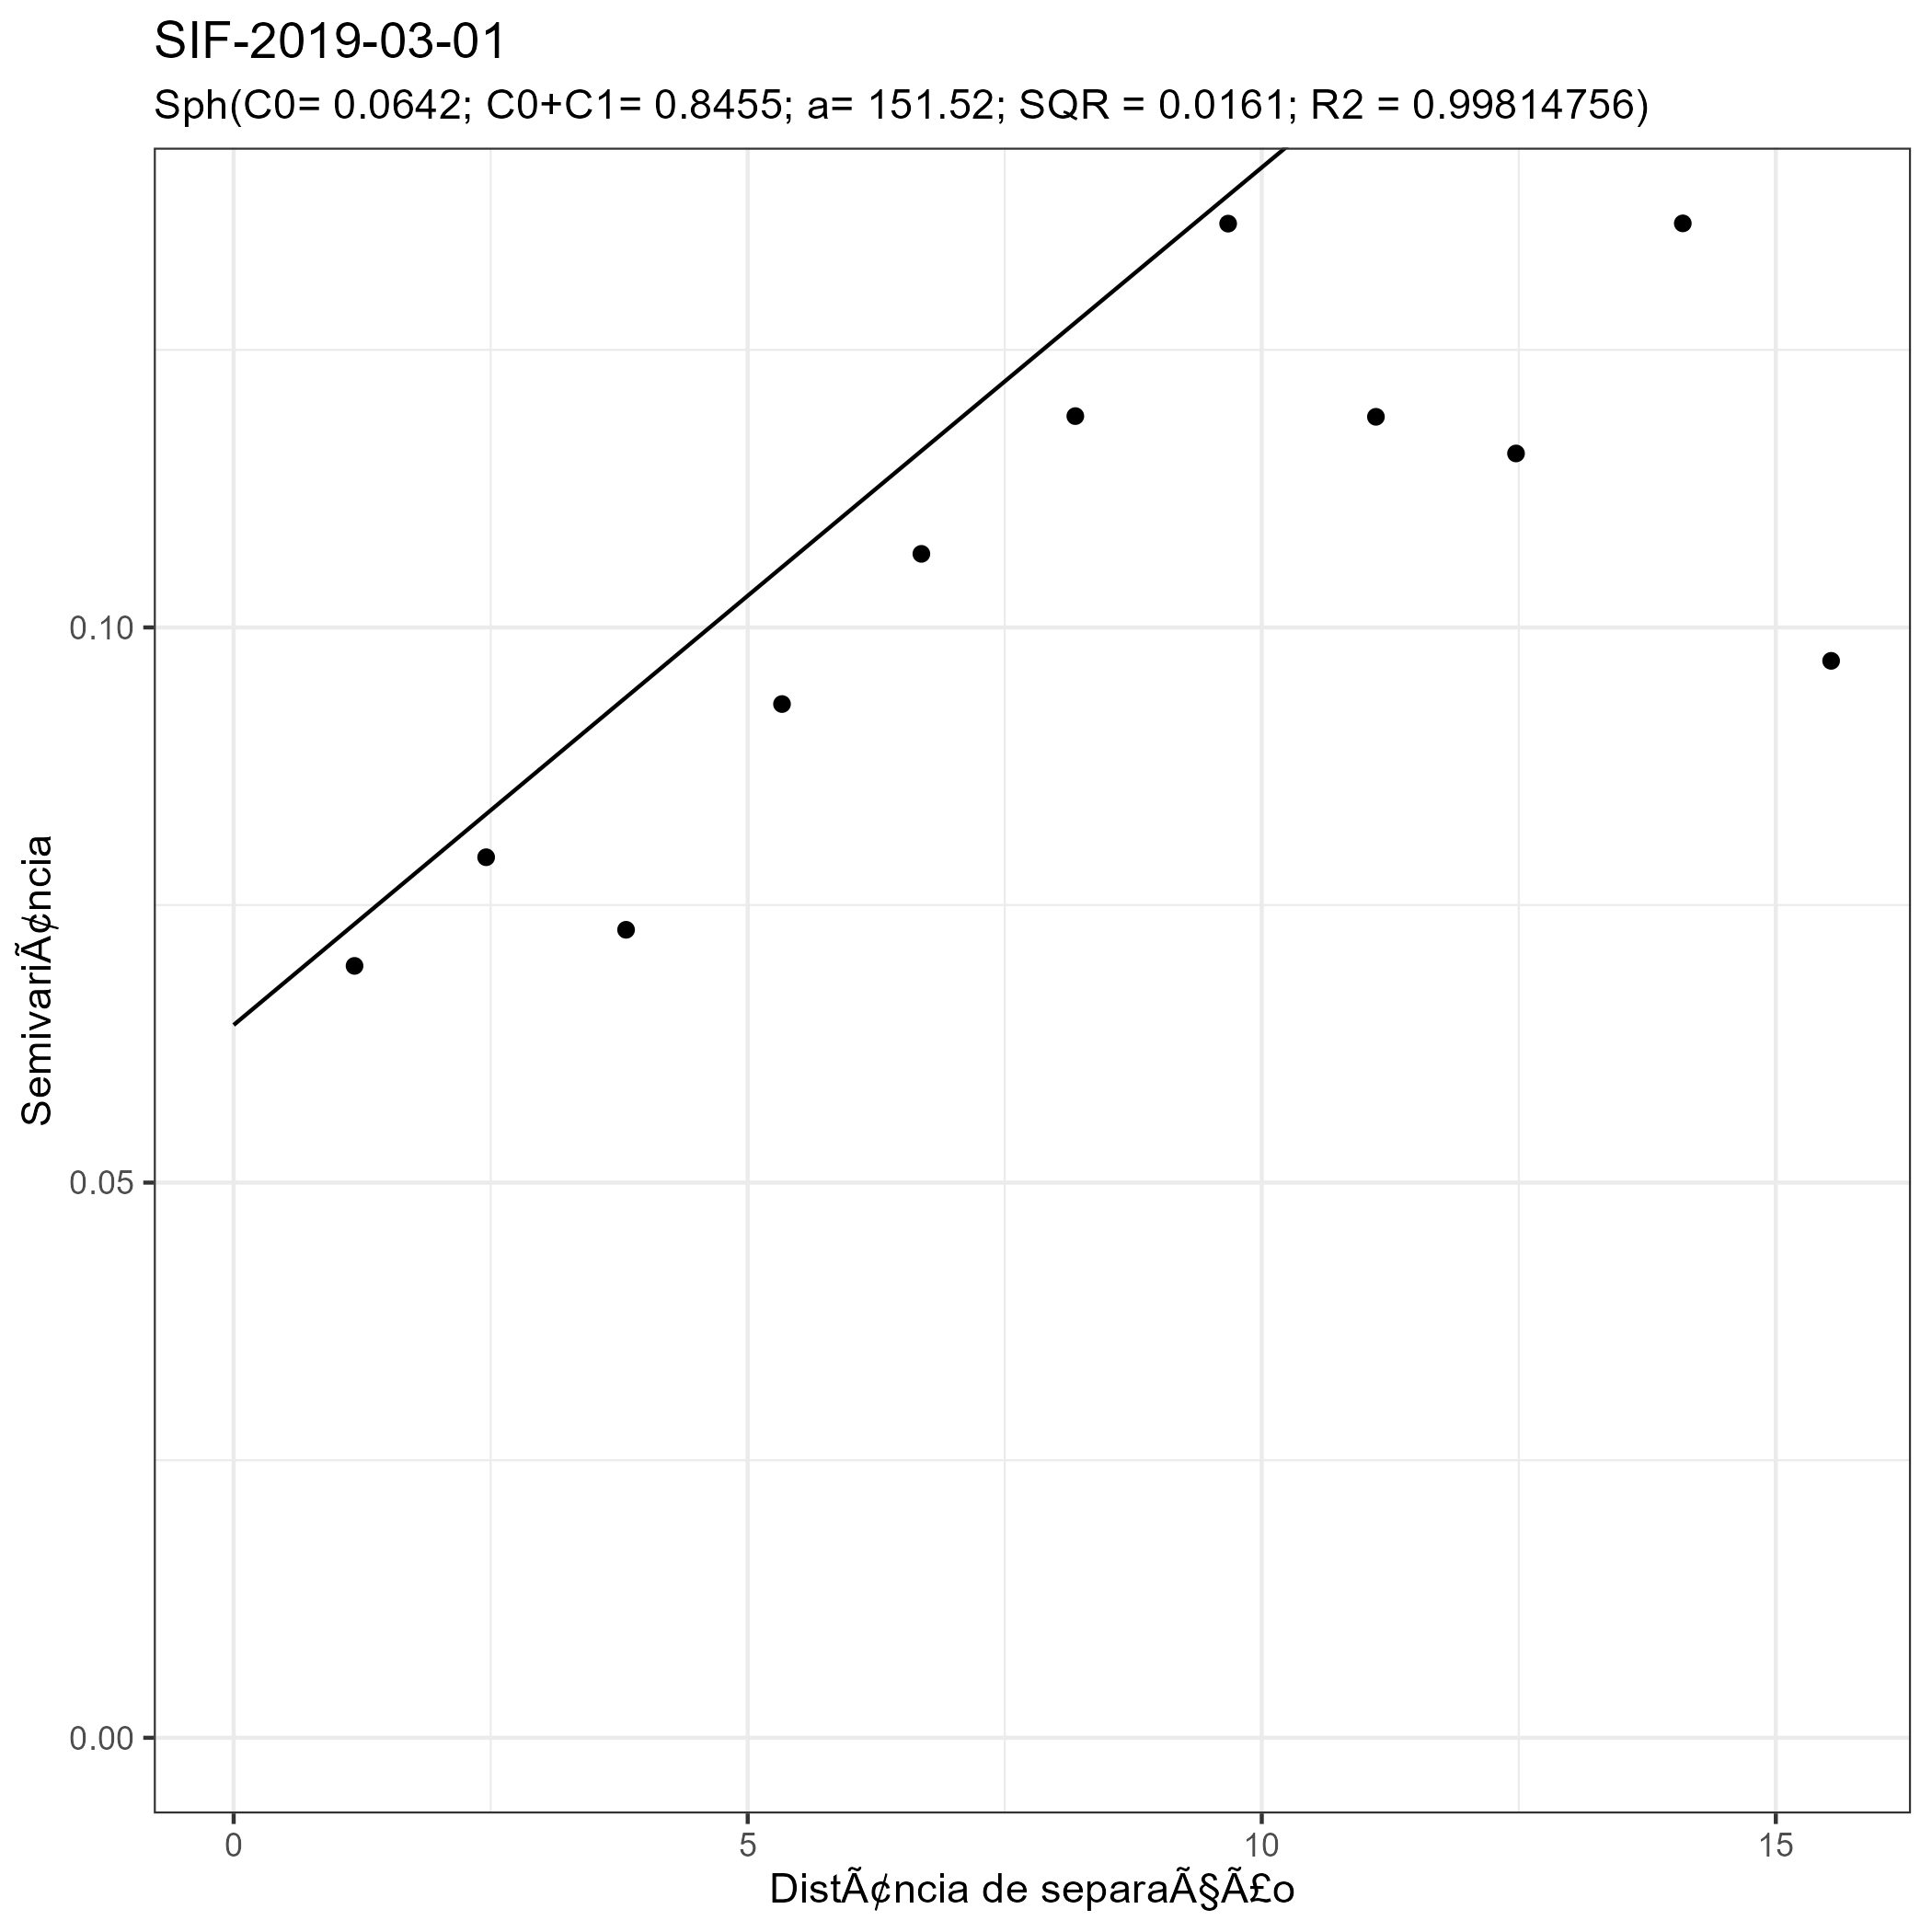 SIF-2019-03-01
Sph(C0= 0.0642; C0+C1= 0.8455; a= 151.52; SQR = 0.0161; R2 = 0.99814756)
SemivariÃ¢ncia
0.10
0.05
0.00
0
5
10
15
DistÃ¢ncia de separaÃ§Ã£o